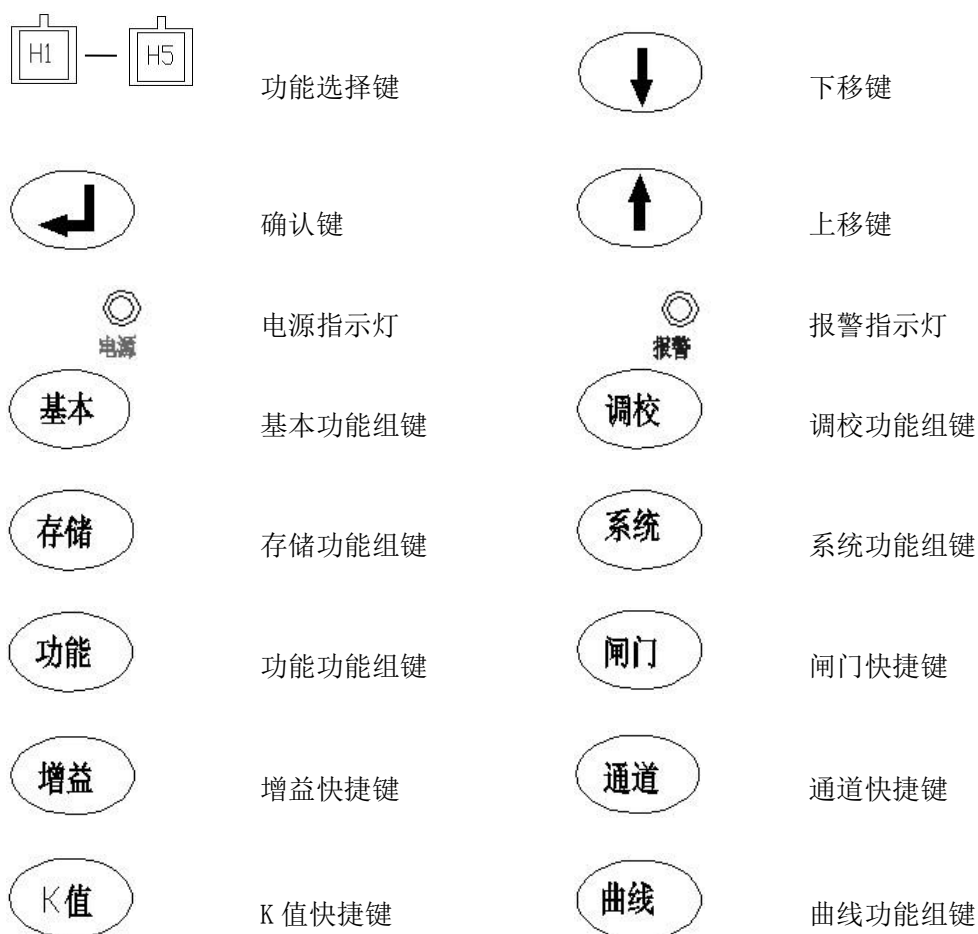 H1 — H5 功能选择键 下移键
确认键 上移键
电源 电源指示灯 报警 报警指示灯
基本 基本功能组键 调校 调校功能组键
存储 存储功能组键 系统 系统功能组键
功能 功能功能组键 闸门 闸门快捷键
增益 增益快捷键 通道 通道快捷键
K值 K 值快捷键 曲线 曲线功能组键